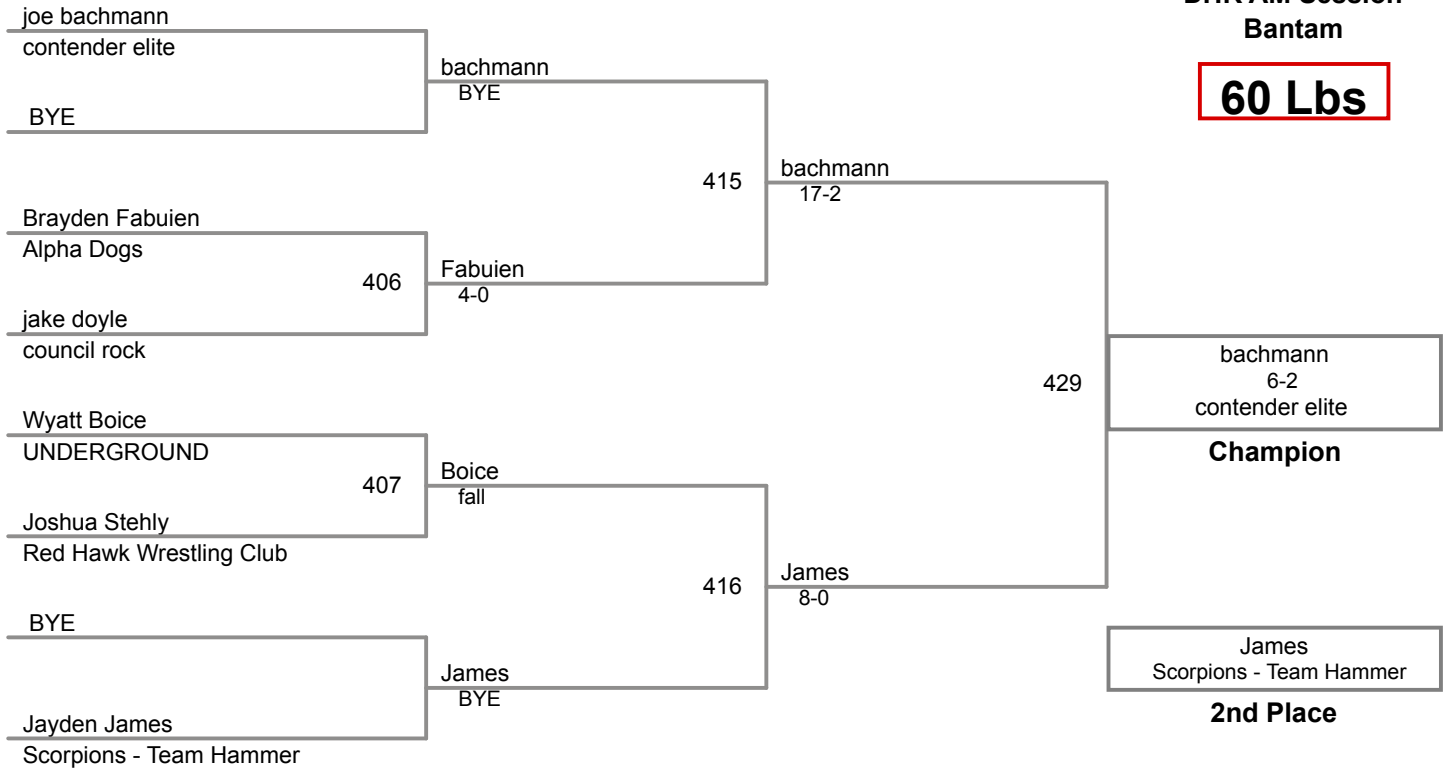 joe bachmann
contender elite
BYE
Brayden Fabuien
Alpha Dogs
jake doyle
council rock
Wyatt Boice
UNDERGROUND
Joshua Stehly
Red Hawk Wrestling Club
BYE
Jayden James
Scorpions - Team Hammer
bachmann
BYE
406
Fabuien
4-0
407
Boice
fall
James
BYE
415
bachmann
17-2
416
James
8-0
429
AM Session
Bantam
60 Lbs
bachmann
6-2
contender elite
Champion
James
Scorpions - Team Hammer
2nd Place